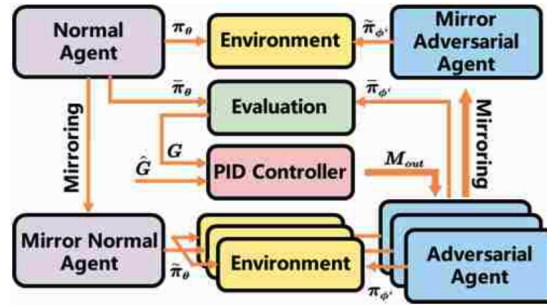 Normal
Agent
π_θ
Environment
π̃_ϕ^i
Mirror
Adversarial
Agent
π̄_θ
Evaluation
π̄_ϕ^i
Mirroring
G
Ĝ
PID Controller
M_out
Mirroring
Mirror Normal
Agent
π̃_θ
Environment
π_ϕ^i
Adversarial
Agent